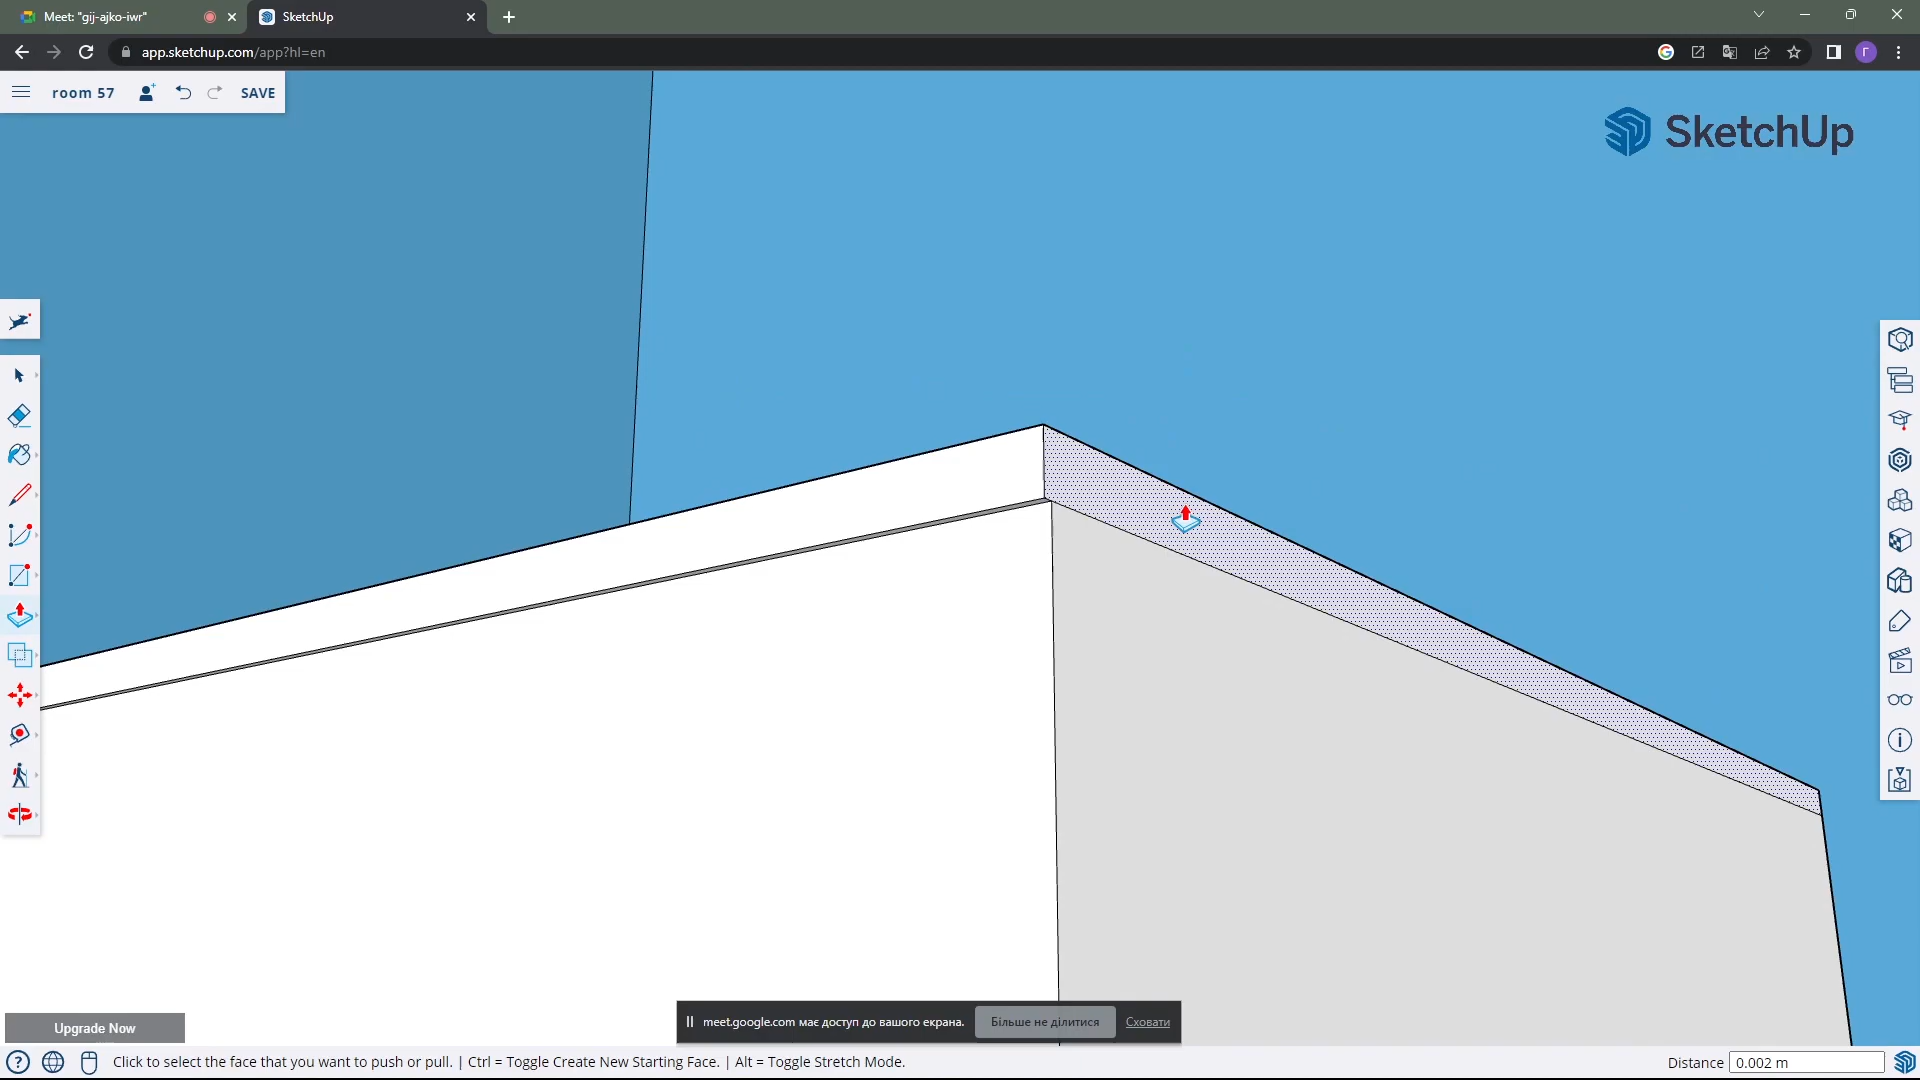 Meet: "gij-ajko-iwr"
SketchUp
app.sketchup.com/app?hl=en
Г
room 57
SAVE
SketchUp
Upgrade Now
meet.google.com має доступ до вашого екрана.
Більше не ділитися
Сховати
Click to select the face that you want to push or pull. | Ctrl = Toggle Create New Starting Face. | Alt = Toggle Stretch Mode.
Distance 0.002 m